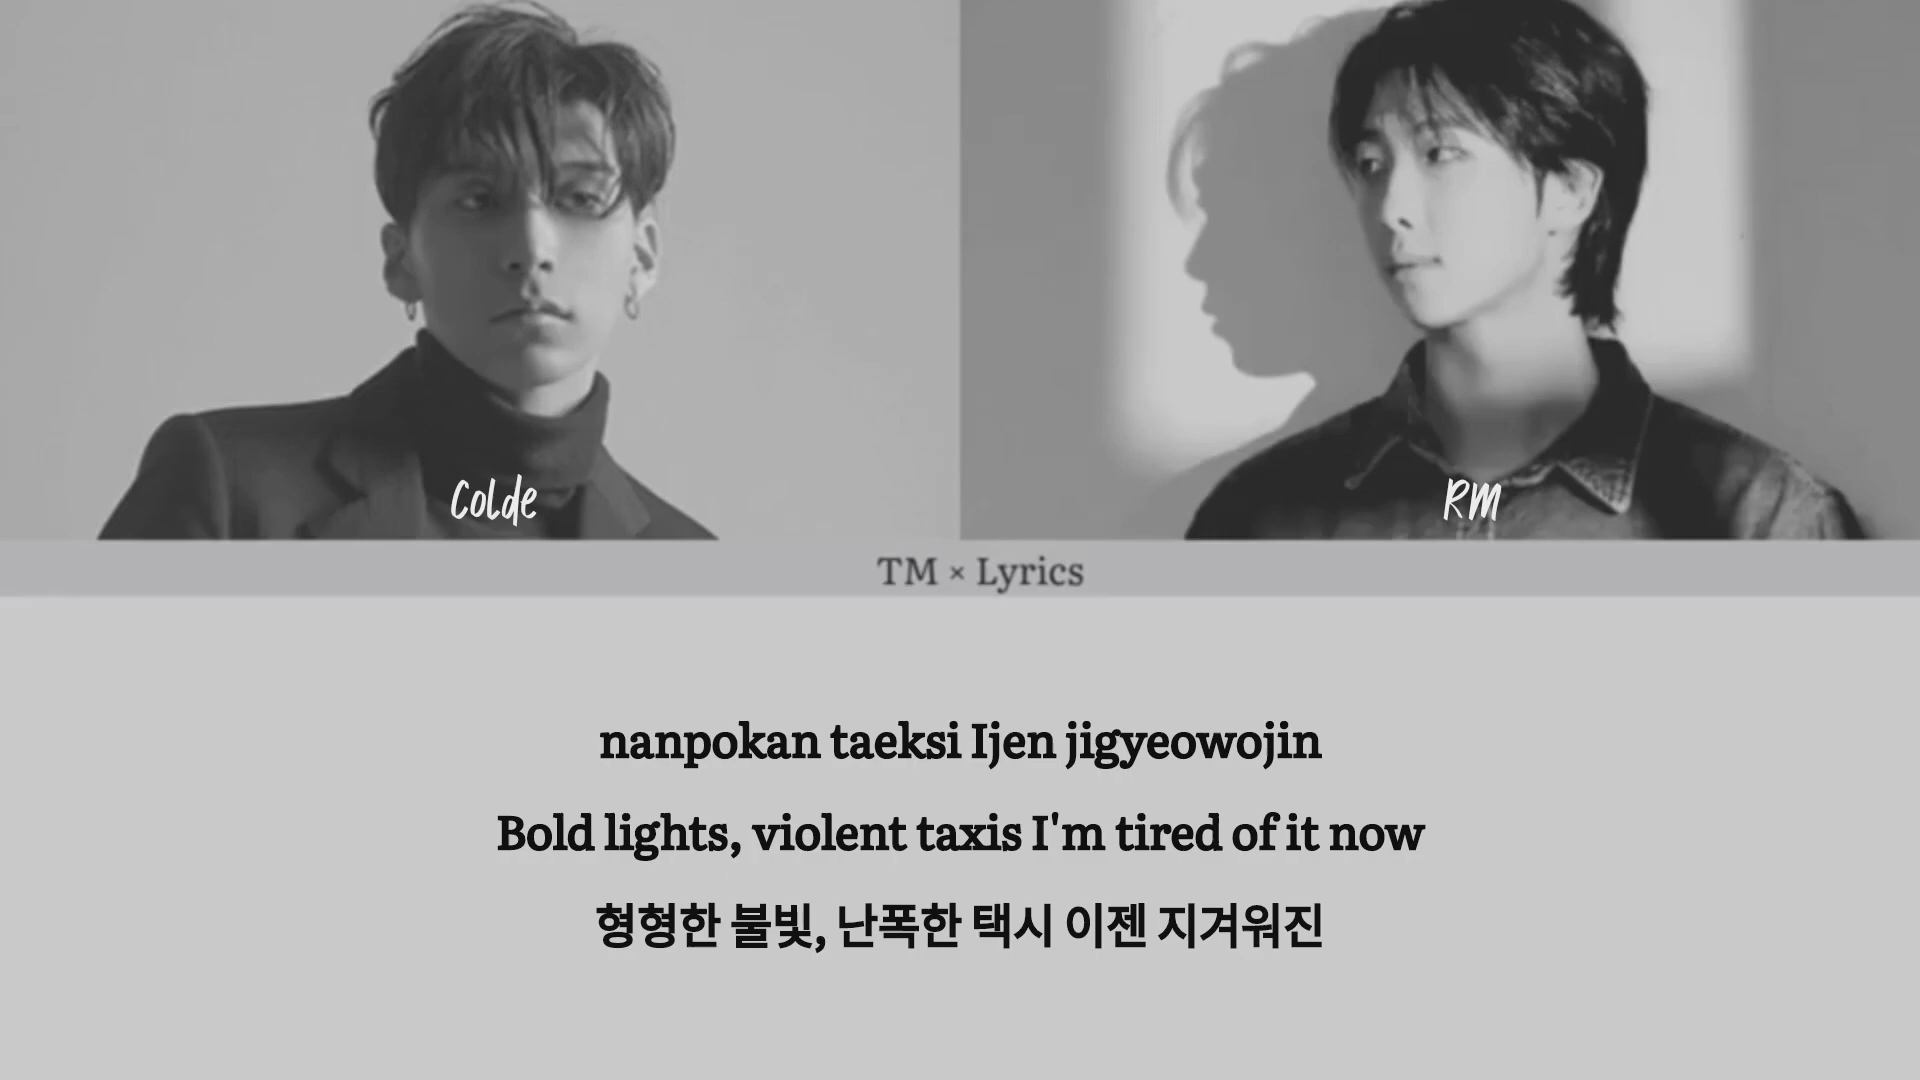 Colde
RM
TM × Lyrics
nanpokan taeksi Ijen jigyeowojin
Bold lights, violent taxis I'm tired of it now
형형한 불빛, 난폭한 택시 이젠 지겨워진